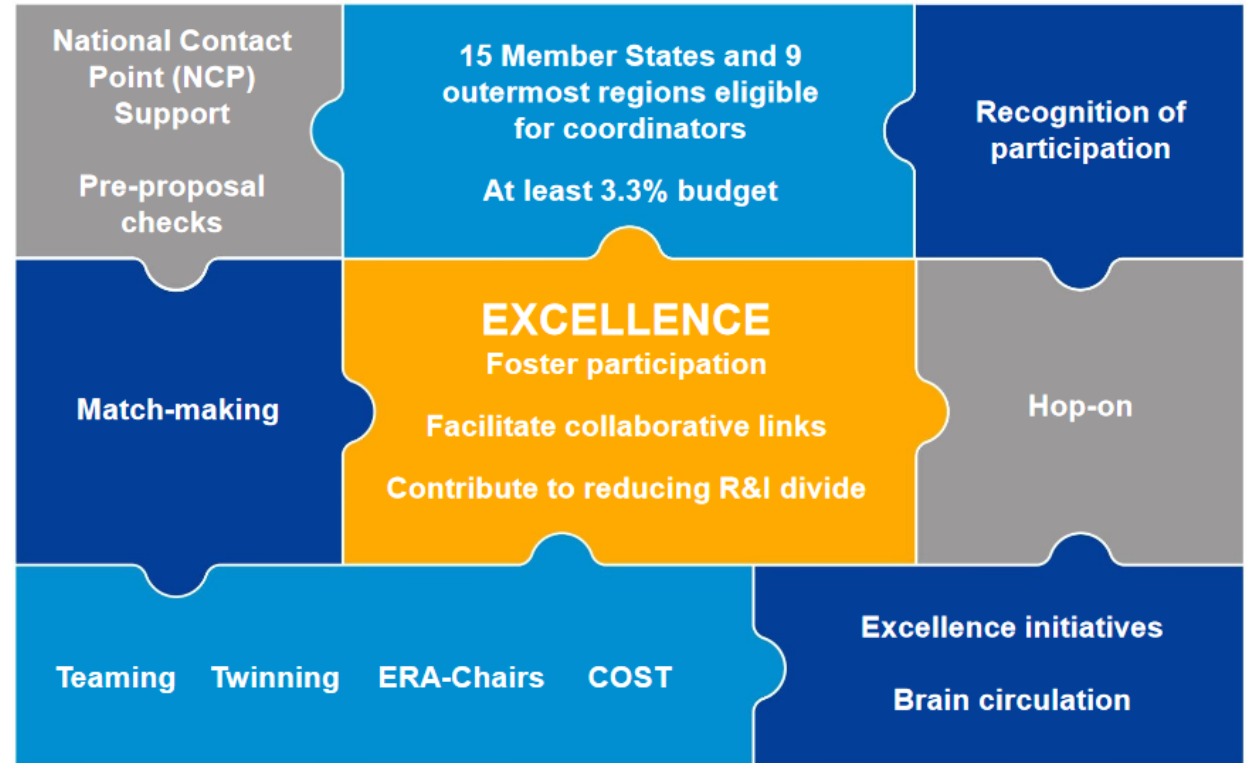 National Contact
Point (NCP)
Support
Pre-proposal
checks
15 Member States and 9
outermost regions eligible
for coordinators
At least 3.3% budget
Recognition of
participation
Match-making
EXCELLENCE
Foster participation
Facilitate collaborative links
Contribute to reducing R&I divide
Hop-on
Teaming Twinning ERA-Chairs COST
Excellence initiatives
Brain circulation